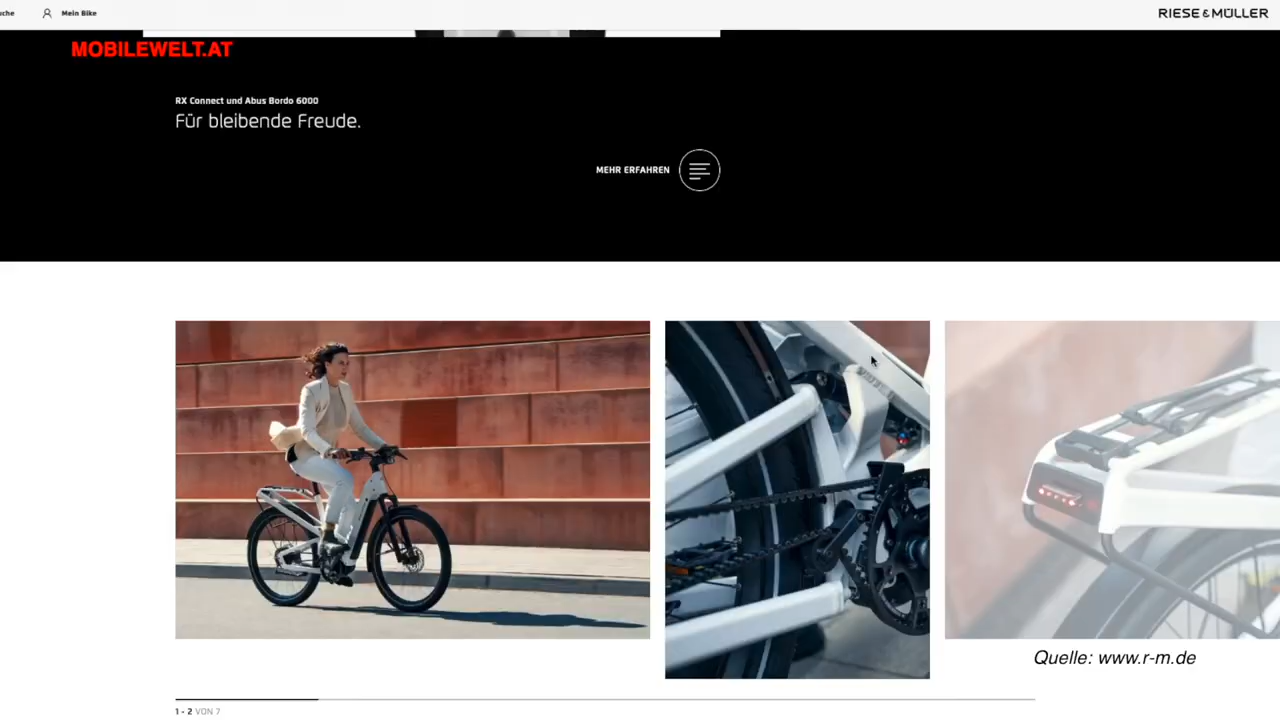 uche
Mein Bike
RIESE & MÜLLER
MOBILEWELT.AT
RX Connect und Abus Bordo 6000
Für bleibende Freude.
MEHR ERFAHREN
Quelle: www.r-m.de
1 - 2 VON 7